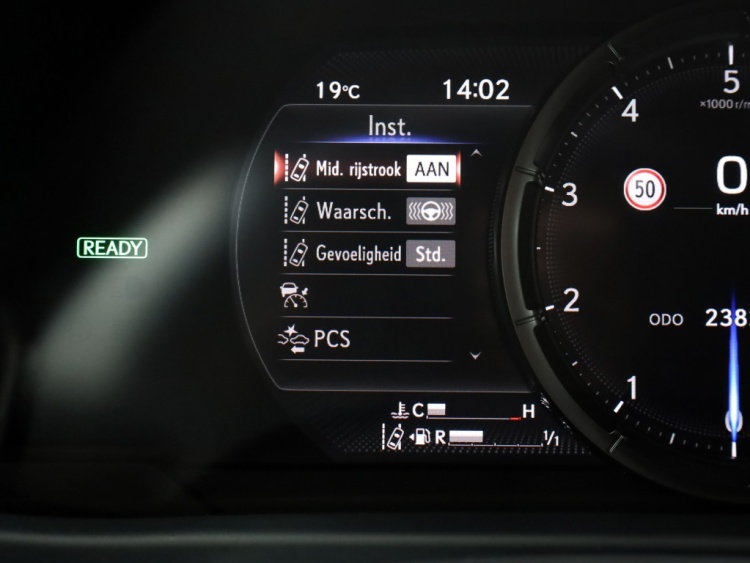 19°C 14:02
Inst.
Mid. rijstrook AAN
Waarsch.
Gevoeligheid Std.
PCS
C H
R 1/1
READY
5
×1000 r/m
4
3
2
1
0
50
0
km/h
ODO 238